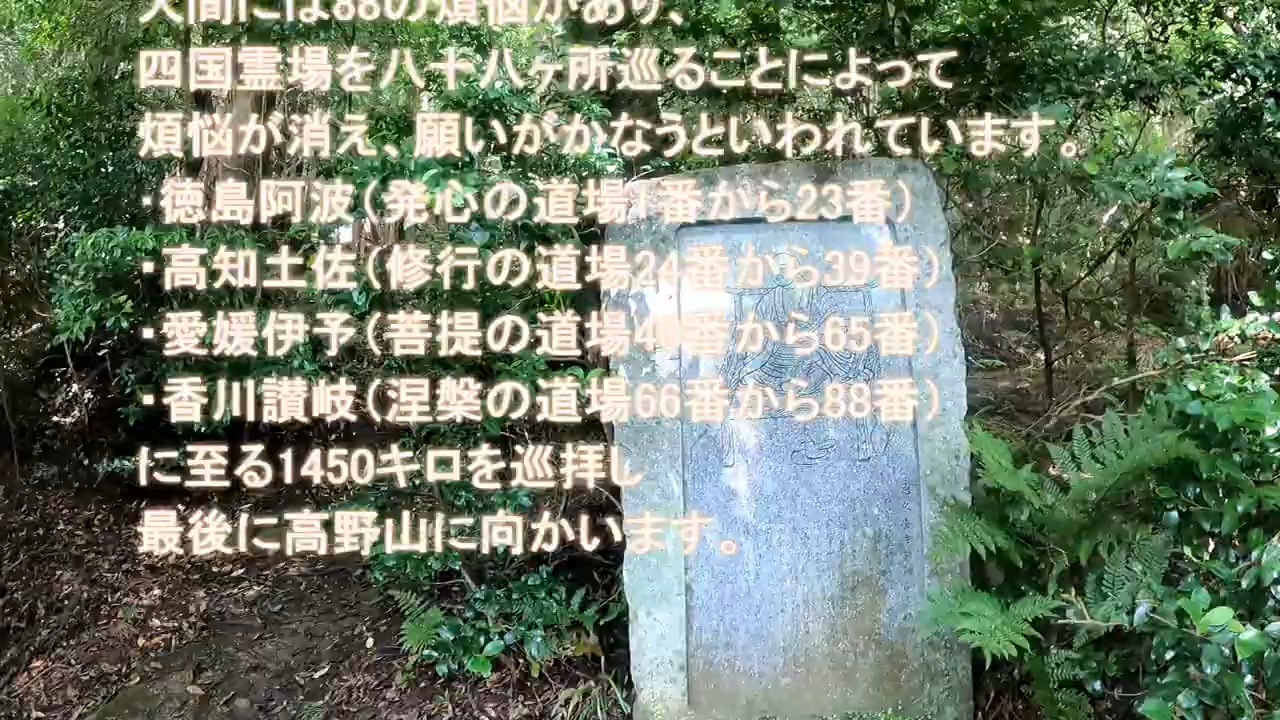 人間には88の煩悩があり、
四国霊場を八十八ヶ所巡ることによって
煩悩が消え、願いがかなうといわれています。
・徳島阿波（発心の道場1番から23番）
・高知土佐（修行の道場24番から39番）
・愛媛伊予（菩提の道場40番から65番）
・香川讃岐（涅槃の道場66番から88番）
に至る1450キロを巡拝し
最後に高野山に向かいます。